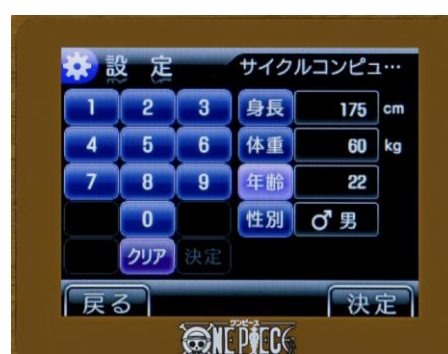 設 定
サイクルコンピュ…
1 2 3 身長 175 cm
4 5 6 体重 60 kg
7 8 9 年齢 22
0 性別 ♂ 男
クリア 決定
戻る 決定
ワンピース
ONE PIECE